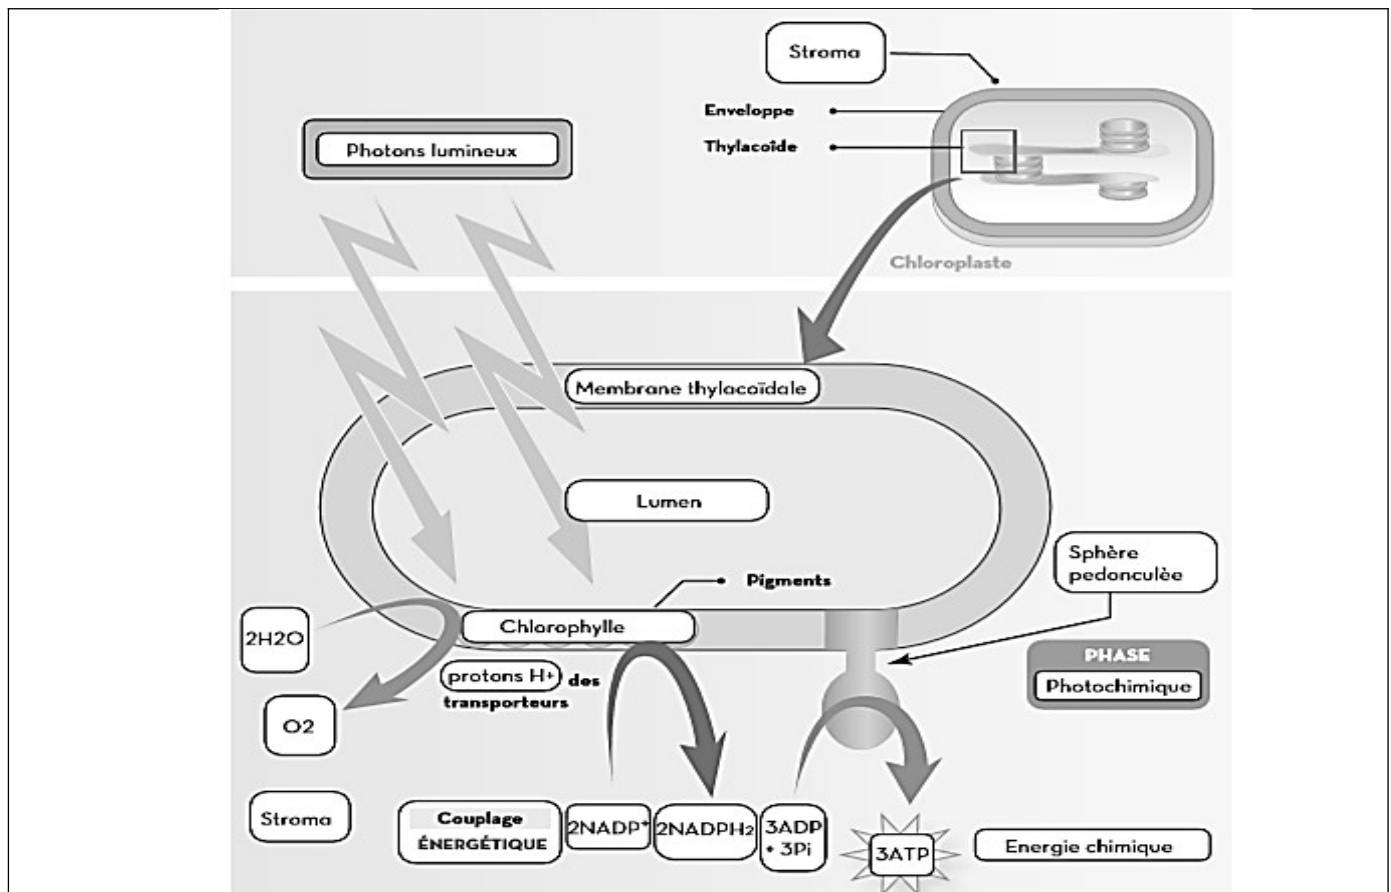 Stroma
Enveloppe
Photons lumineux
Thylacoïde
Chloroplaste
Membrane thylacoïdale
Lumen
Sphère
pedonculèe
Pigments
Chlorophylle
2H2O
PHASE
Photochimique
protons H+ des
transporteurs
O2
Stroma
Couplage
ÉNERGÉTIQUE
2NADP+
2NADPH2
3ADP
+ 3Pi
3ATP
Energie chimique